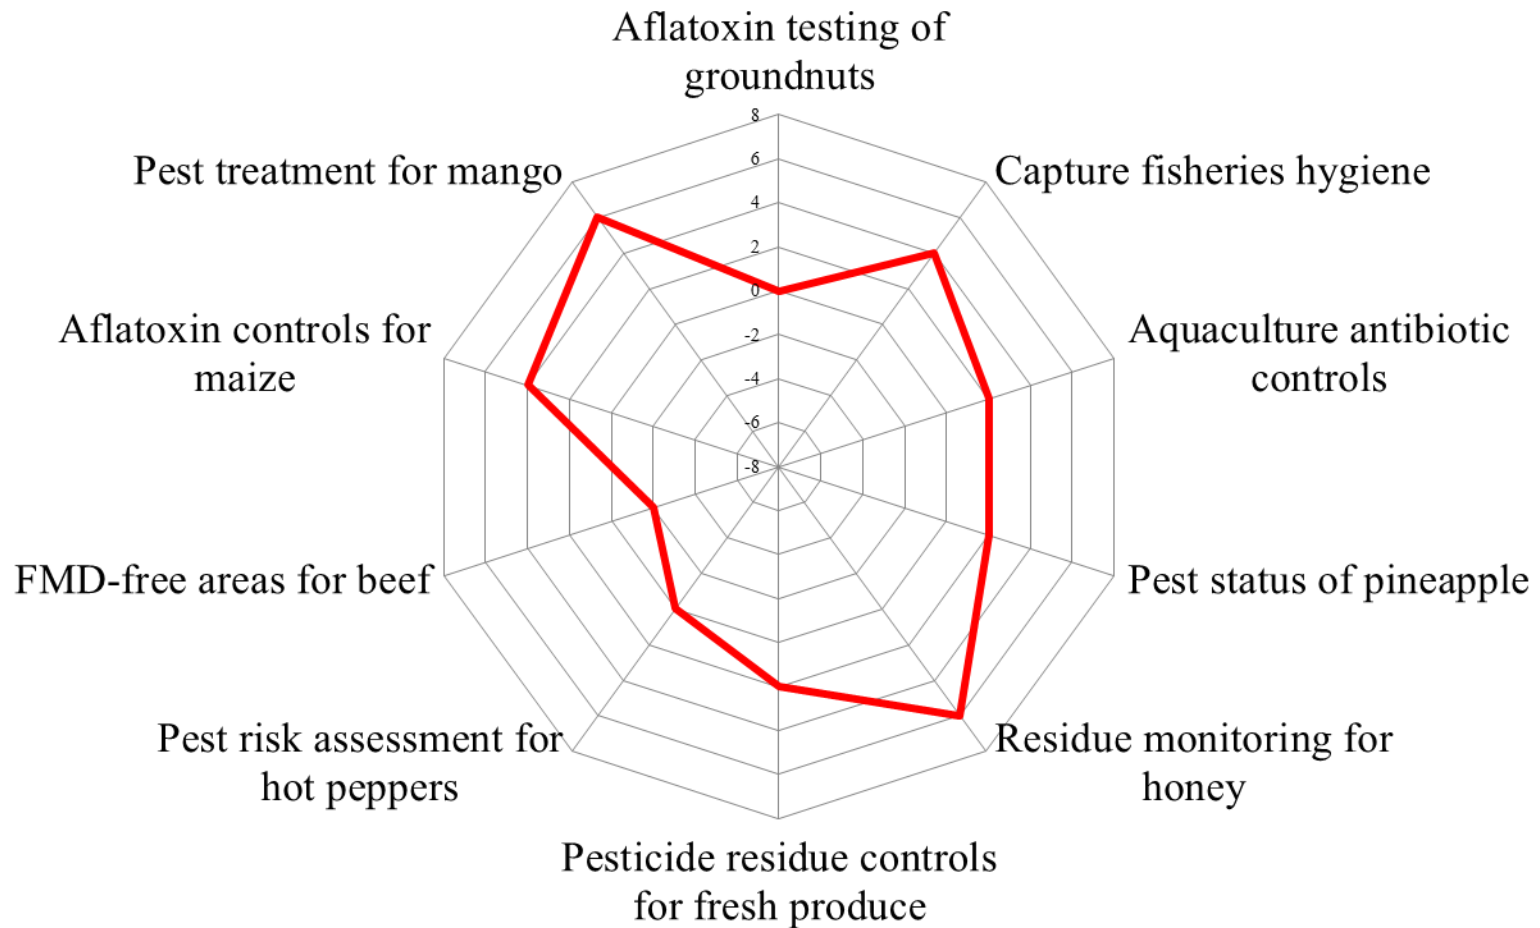 Aflatoxin testing of
groundnuts
8
6
4
2
0
-2
-4
-6
-8
Capture fisheries hygiene
Aquaculture antibiotic
controls
Pest status of pineapple
Residue monitoring for
honey
Pesticide residue controls
for fresh produce
Pest risk assessment for
hot peppers
FMD-free areas for beef
Aflatoxin controls for
maize
Pest treatment for mango